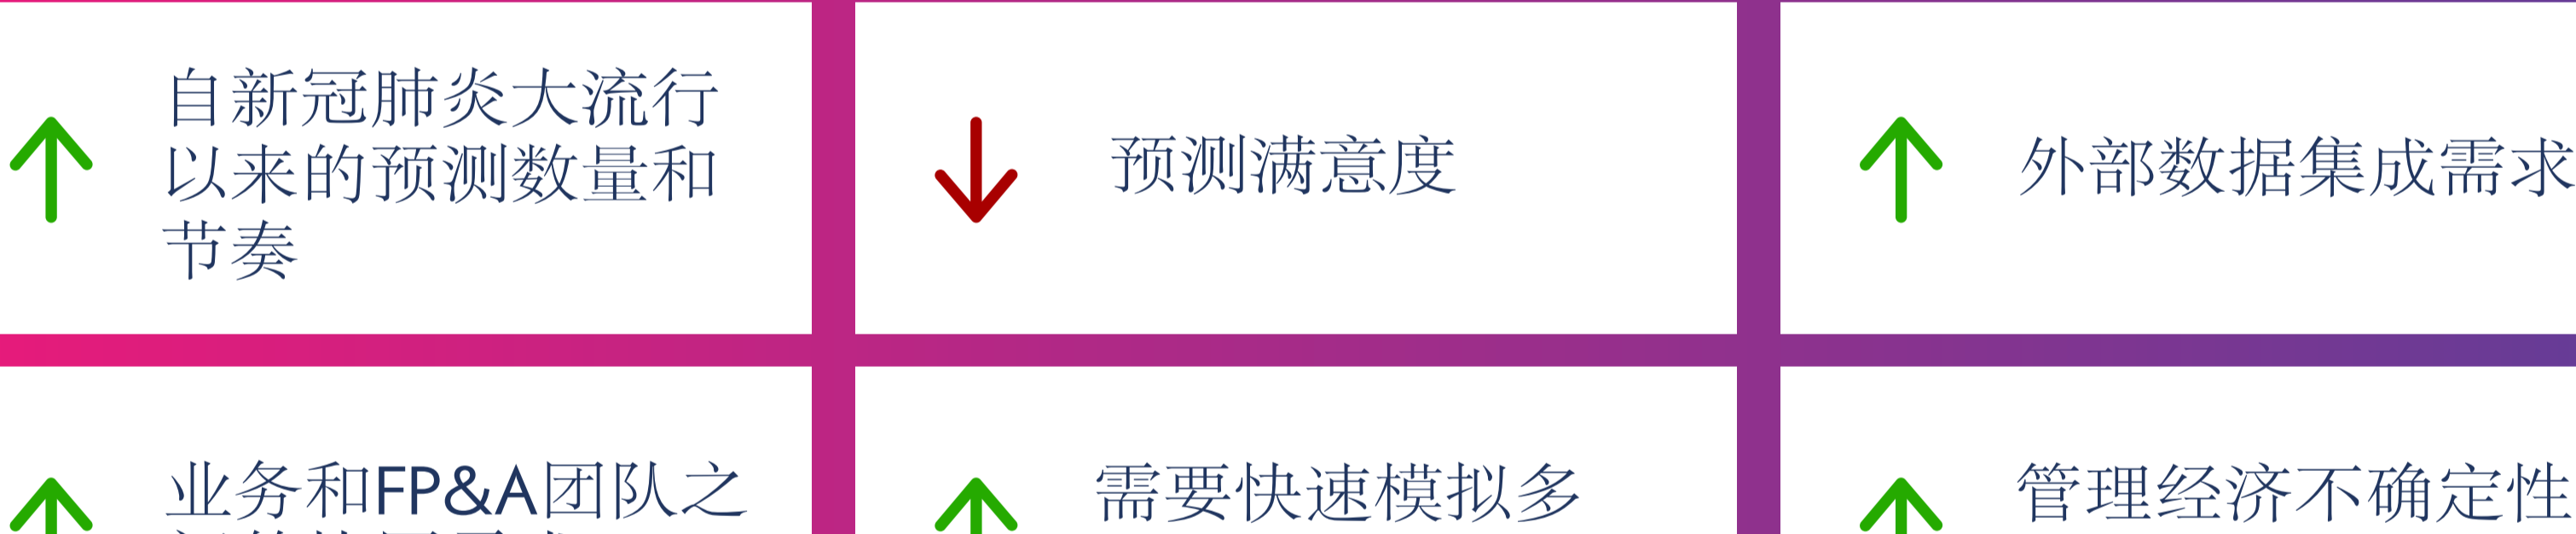 自新冠肺炎大流行
以来的预测数量和
节奏
预测满意度
外部数据集成需求
业务和FP&A团队之
需要快速模拟多
管理经济不确定性